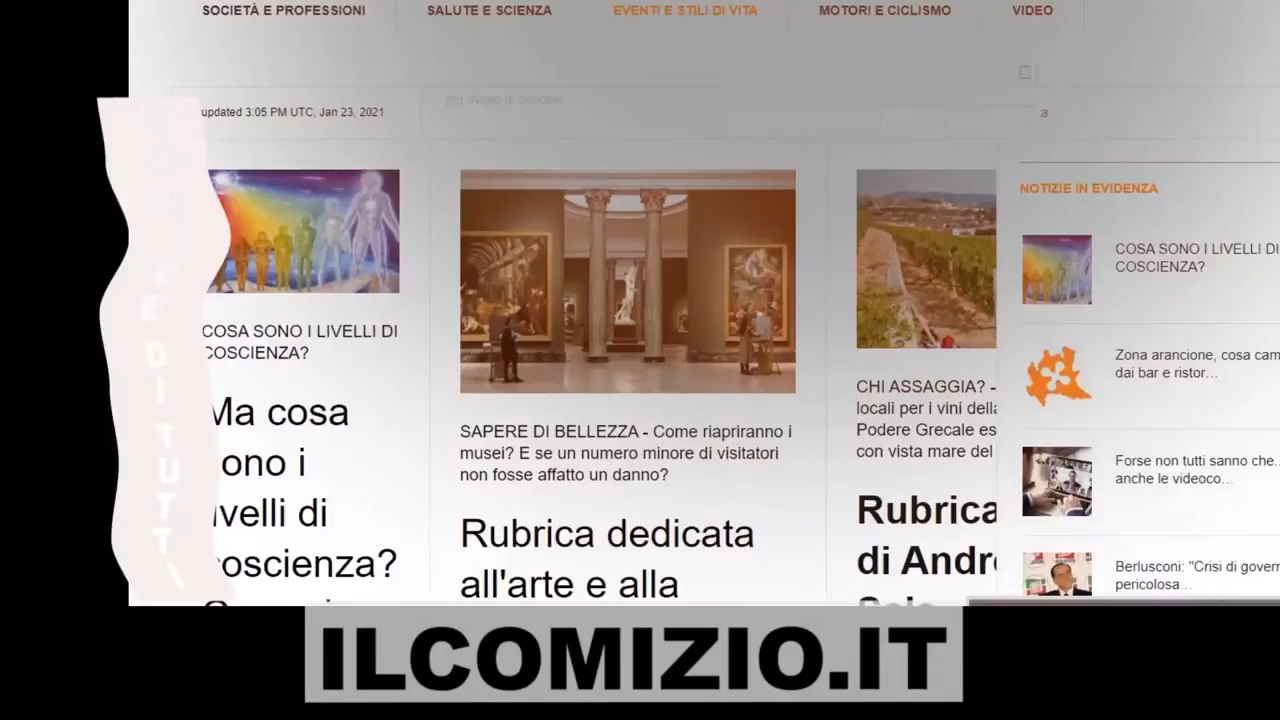 SOCIETÀ E PROFESSIONI
SALUTE E SCIENZA
EVENTI E STILI DI VITA
MOTORI E CICLISMO
VIDEO
updated 3:05 PM UTC, Jan 23, 2021
a.
E DI TUTTI
COSA SONO I LIVELLI DI
COSCIENZA?
Ma cosa
ono i
ivelli di
coscienza?
SAPERE DI BELLEZZA - Come riapriranno i
musei? E se un numero minore di visitatori
non fosse affatto un danno?
Rubrica dedicata
all'arte e alla
CHI ASSAGGIA? -
locali per i vini della
Podere Grecale es
con vista mare del
Rubrica
di Andre
NOTIZIE IN EVIDENZA
COSA SONO I LIVELLI DI
COSCIENZA?
Zona arancione, cosa cam
dai bar e ristor…
Forse non tutti sanno che..
anche le videoco…
Berlusconi: "Crisi di govern
pericolosa…
ILCOMIZIO.IT